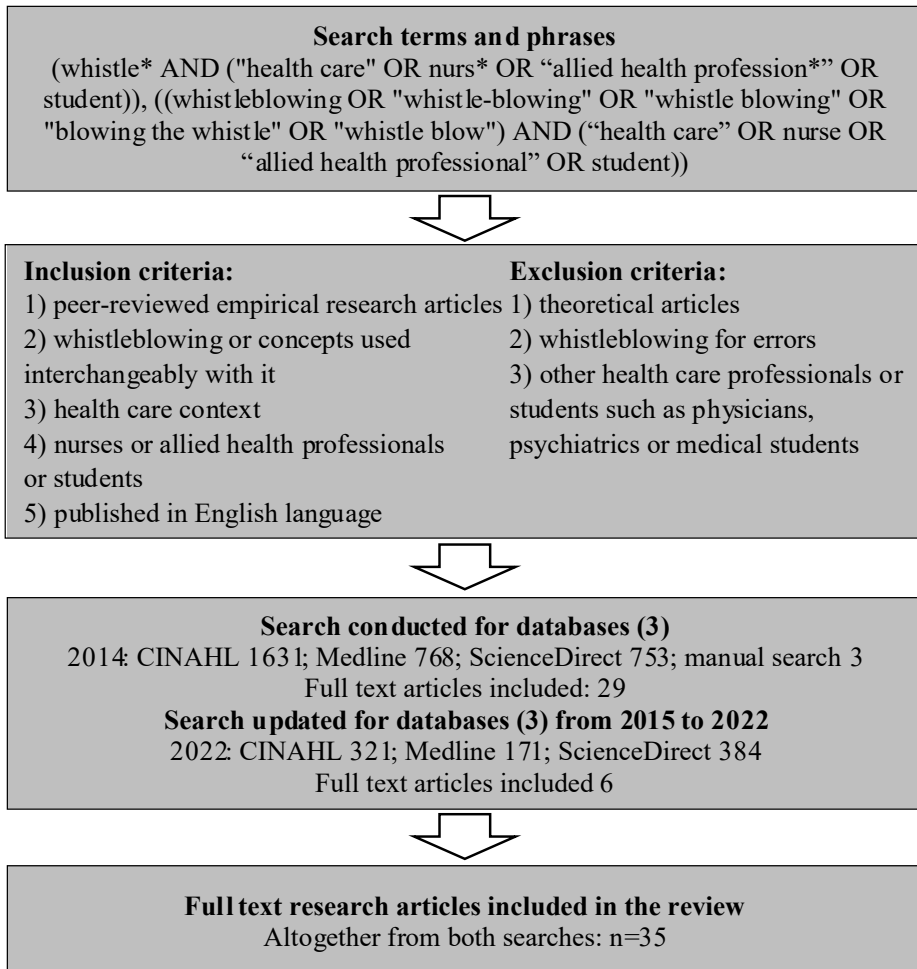 Search terms and phrases
(whistle* AND ("health care" OR nurs* OR “allied health profession*” OR
student)), ((whistleblowing OR "whistle-blowing" OR "whistle blowing" OR
"blowing the whistle" OR "whistle blow") AND (“health care” OR nurse OR
“allied health professional” OR student))
Inclusion criteria:
1) peer-reviewed empirical research articles
2) whistleblowing or concepts used
interchangeably with it
3) health care context
4) nurses or allied health professionals
or students
5) published in English language
Exclusion criteria:
1) theoretical articles
2) whistleblowing for errors
3) other health care professionals or
students such as physicians,
psychiatrics or medical students
Search conducted for databases (3)
2014: CINAHL 1631; Medline 768; ScienceDirect 753; manual search 3
Full text articles included: 29
Search updated for databases (3) from 2015 to 2022
2022: CINAHL 321; Medline 171; ScienceDirect 384
Full text articles included 6
Full text research articles included in the review
Altogether from both searches: n=35